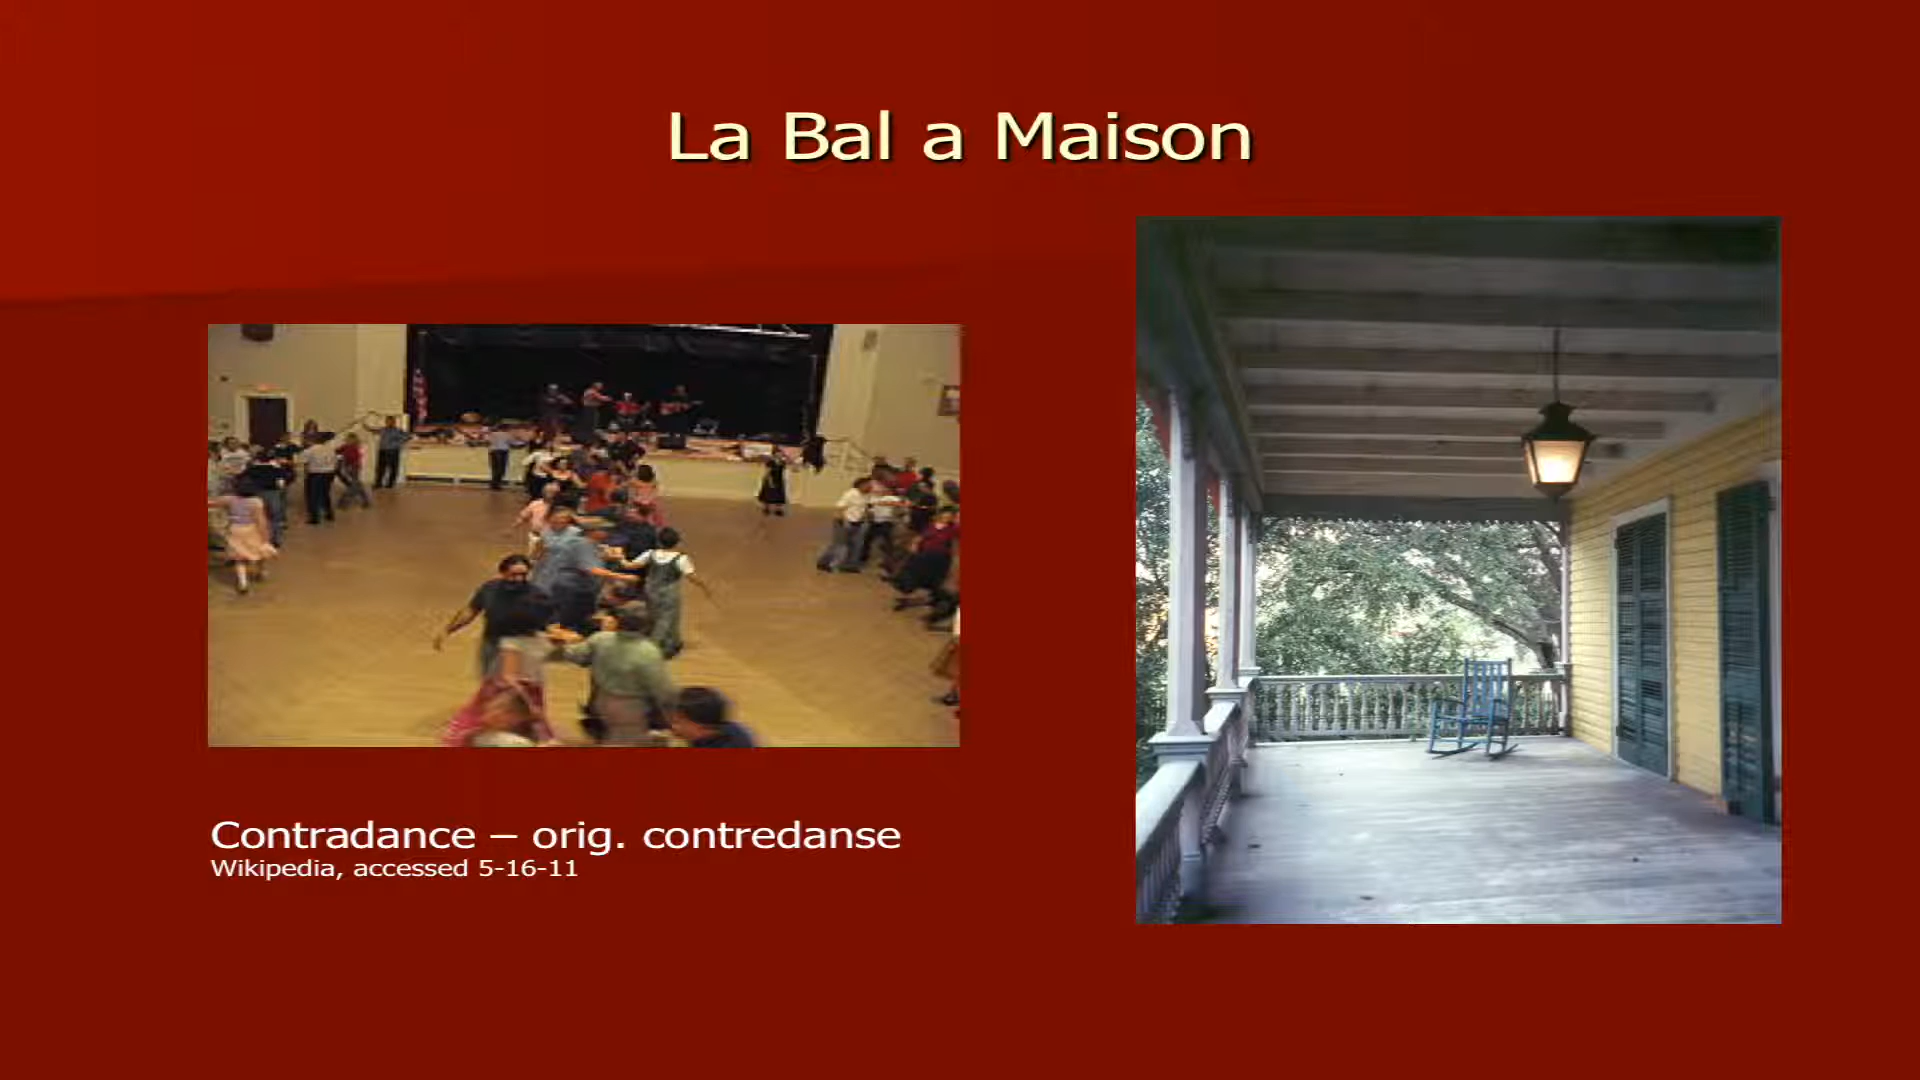 La Bal a Maison
Contradance – orig. contredanse
Wikipedia, accessed 5-16-11